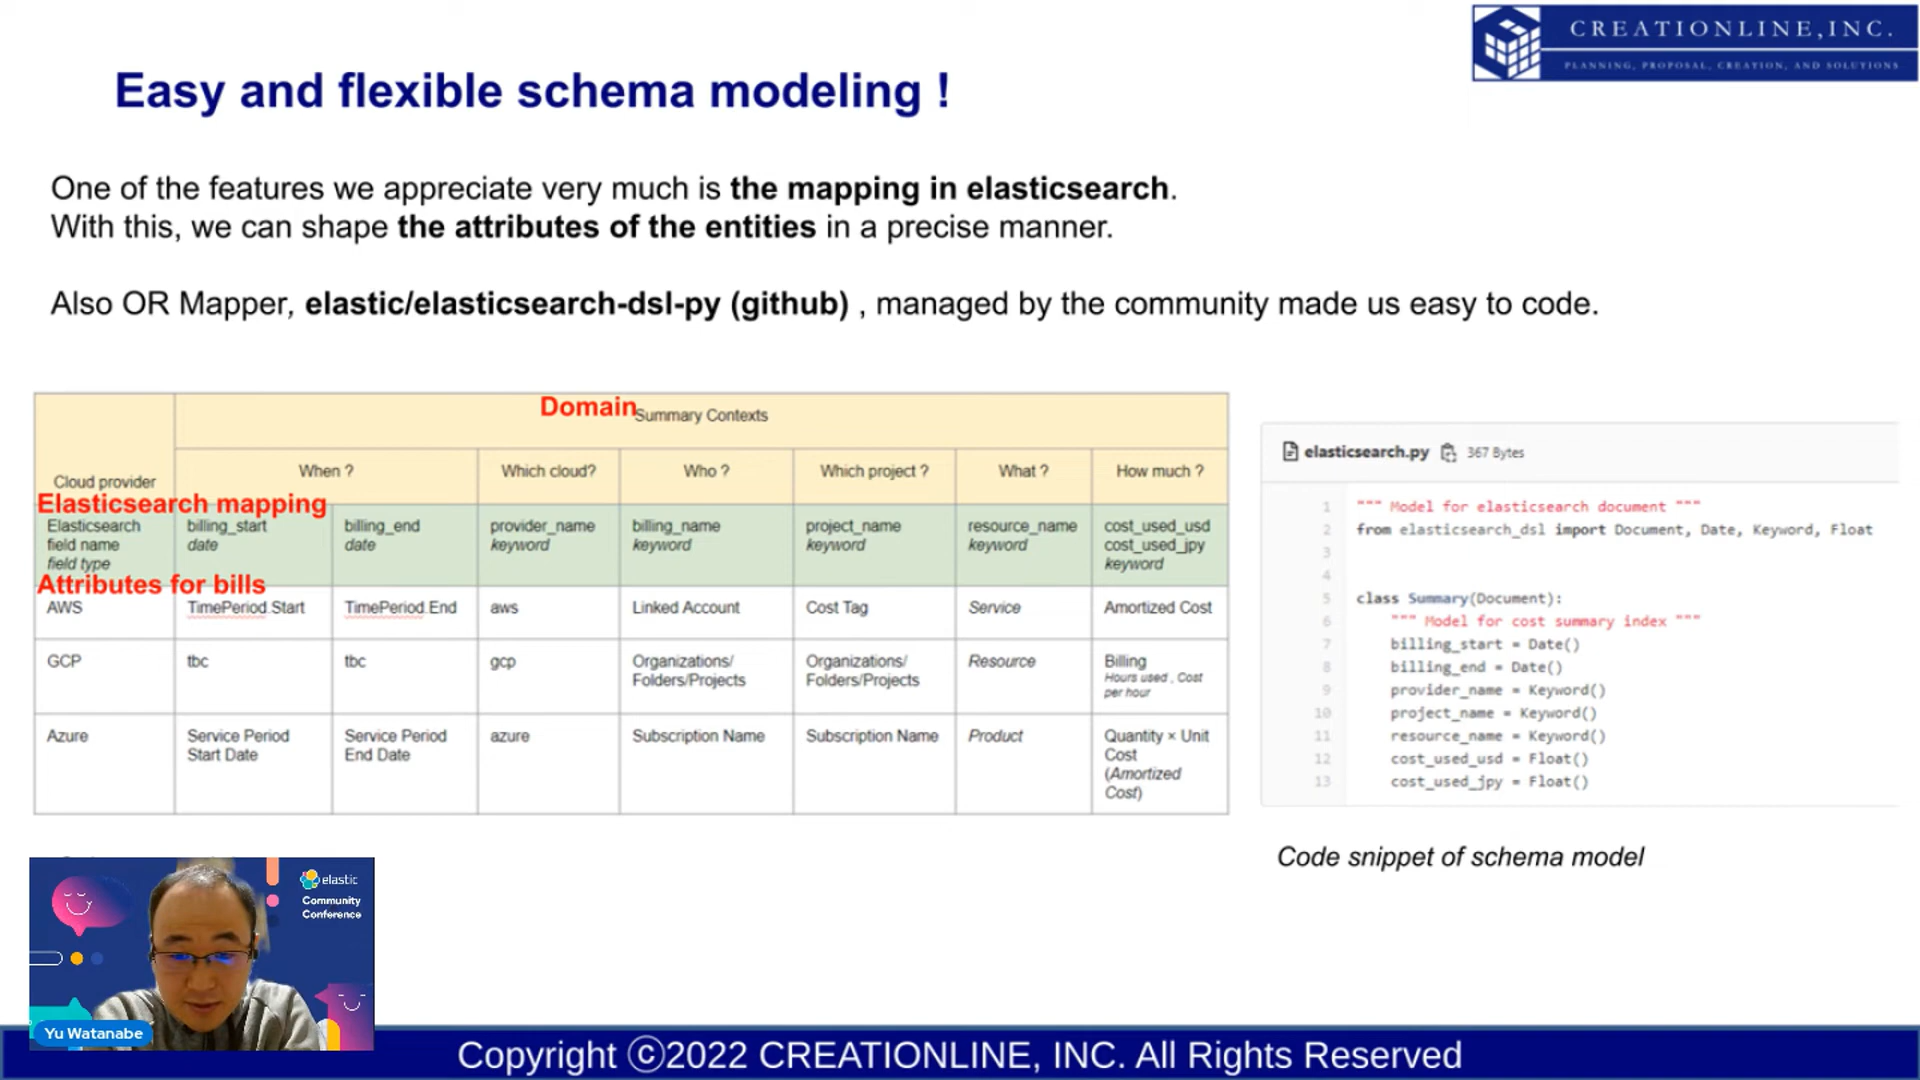 CREATIONLINE,INC.
PLANNING, PROPOSAL, CREATION, AND SOLUTIONS
Easy and flexible schema modeling !
One of the features we appreciate very much is the mapping in elasticsearch.
With this, we can shape the attributes of the entities in a precise manner.
Also OR Mapper, elastic/elasticsearch-dsl-py (github) , managed by the community made us easy to code.
Domain
Summary Contexts
Cloud provider
When ?
Which cloud?
Who ?
Which project ?
What ?
How much ?
Elasticsearch mapping
Elasticsearch
field name
field type
billing_start
date
billing_end
date
provider_name
keyword
billing_name
keyword
project_name
keyword
resource_name
keyword
cost_used_usd
cost_used_jpy
keyword
Attributes for bills
AWS
TimePeriod.Start
TimePeriod.End
aws
Linked Account
Cost Tag
Service
Amortized Cost
GCP
tbc
tbc
gcp
Organizations/
Folders/Projects
Organizations/
Folders/Projects
Resource
Billing
Hours used , Cost
per hour
Azure
Service Period
Start Date
Service Period
End Date
azure
Subscription Name
Subscription Name
Product
Quantity × Unit
Cost
(Amortized
Cost)
elasticsearch.py 367 Bytes
1 """ Model for elasticsearch document """
2 from elasticsearch_dsl import Document, Date, Keyword, Float
3
4
5 class Summary(Document):
6 """ Model for cost summary index """
7 billing_start = Date()
8 billing_end = Date()
9 provider_name = Keyword()
10 project_name = Keyword()
11 resource_name = Keyword()
12 cost_used_usd = Float()
13 cost_used_jpy = Float()
Code snippet of schema model
elastic
Community
Conference
Yu Watanabe
Copyright ⓒ2022 CREATIONLINE, INC. All Rights Reserved